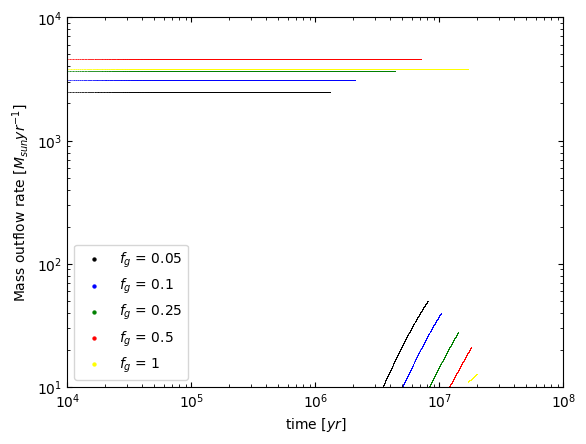 10^4
10^3
10^2
10^1
Mass outflow rate [M_{sun}yr^{-1}]
f_g = 0.05
f_g = 0.1
f_g = 0.25
f_g = 0.5
f_g = 1
10^4 10^5 10^6 10^7 10^8
time [yr]